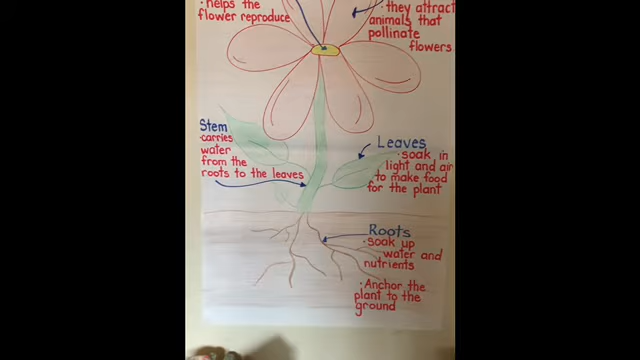 · helps the
flower reproduce
· they attract
animals that
pollinate
flowers
Stem
· carries
water
from the
roots to the leaves
Leaves
· soak in
light and air
to make food
for the plant
Roots
· soak up
water and
nutrients
· Anchor the
plant to the
ground